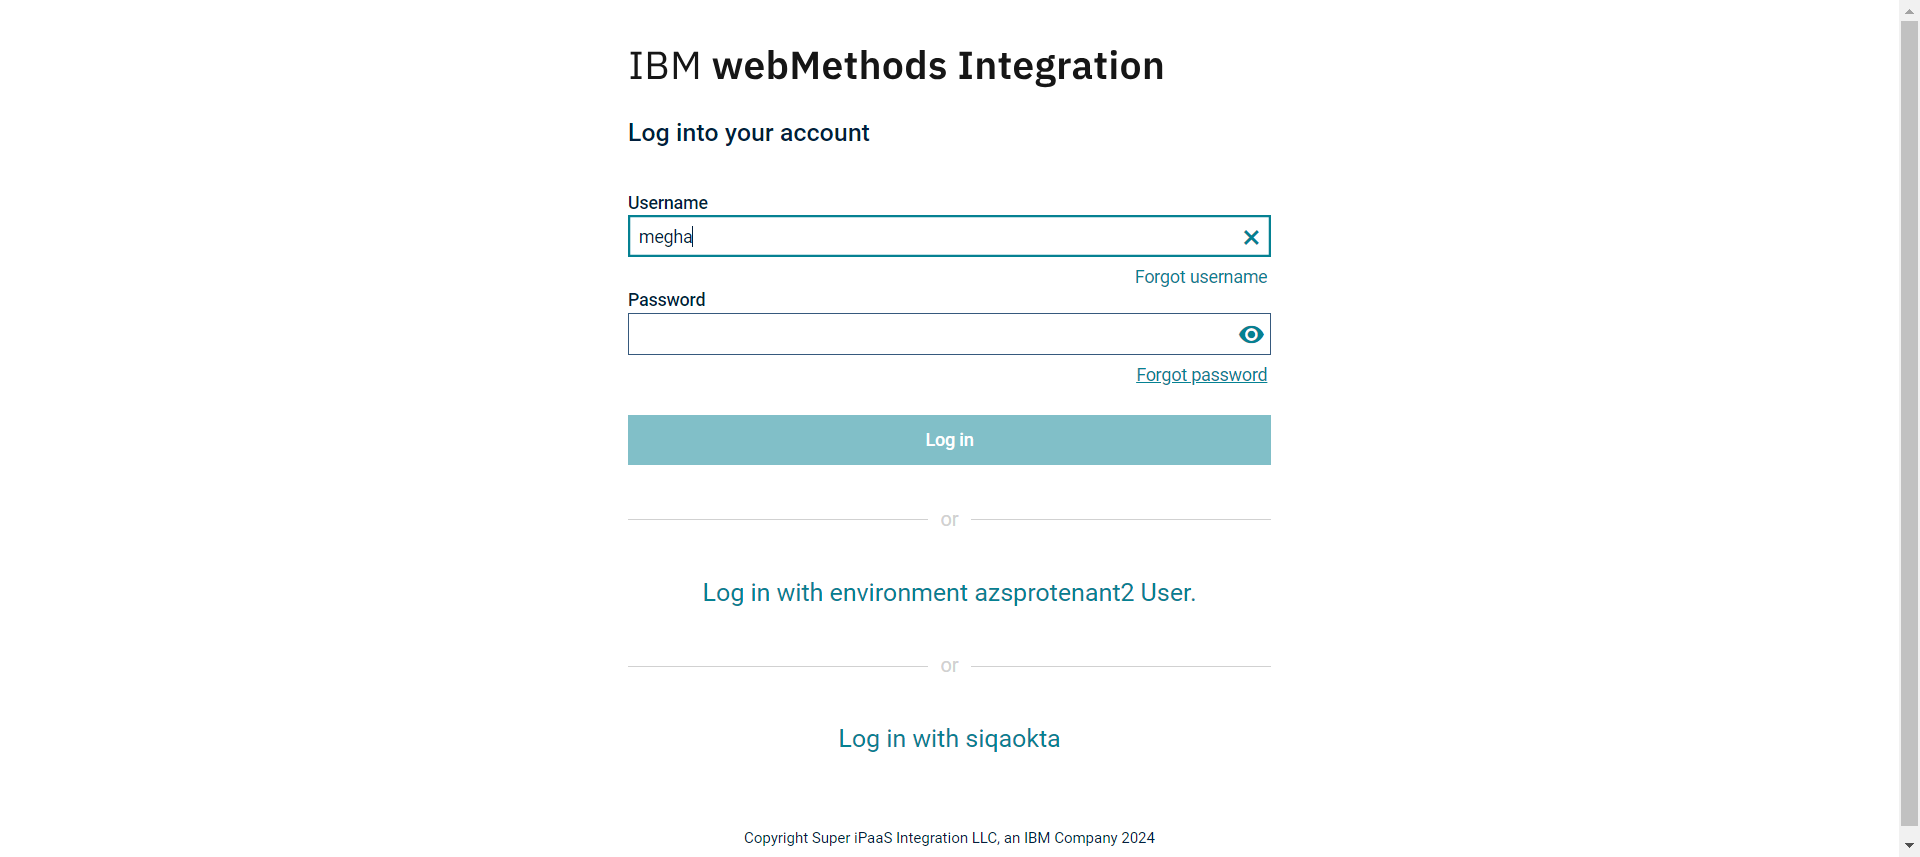 IBM webMethods Integration
Log into your account
Username
megha
Forgot username
Password
Forgot password
Log in
or
Log in with environment azsprotenant2 User.
or
Log in with siqaokta
Copyright Super iPaaS Integration LLC, an IBM Company 2024